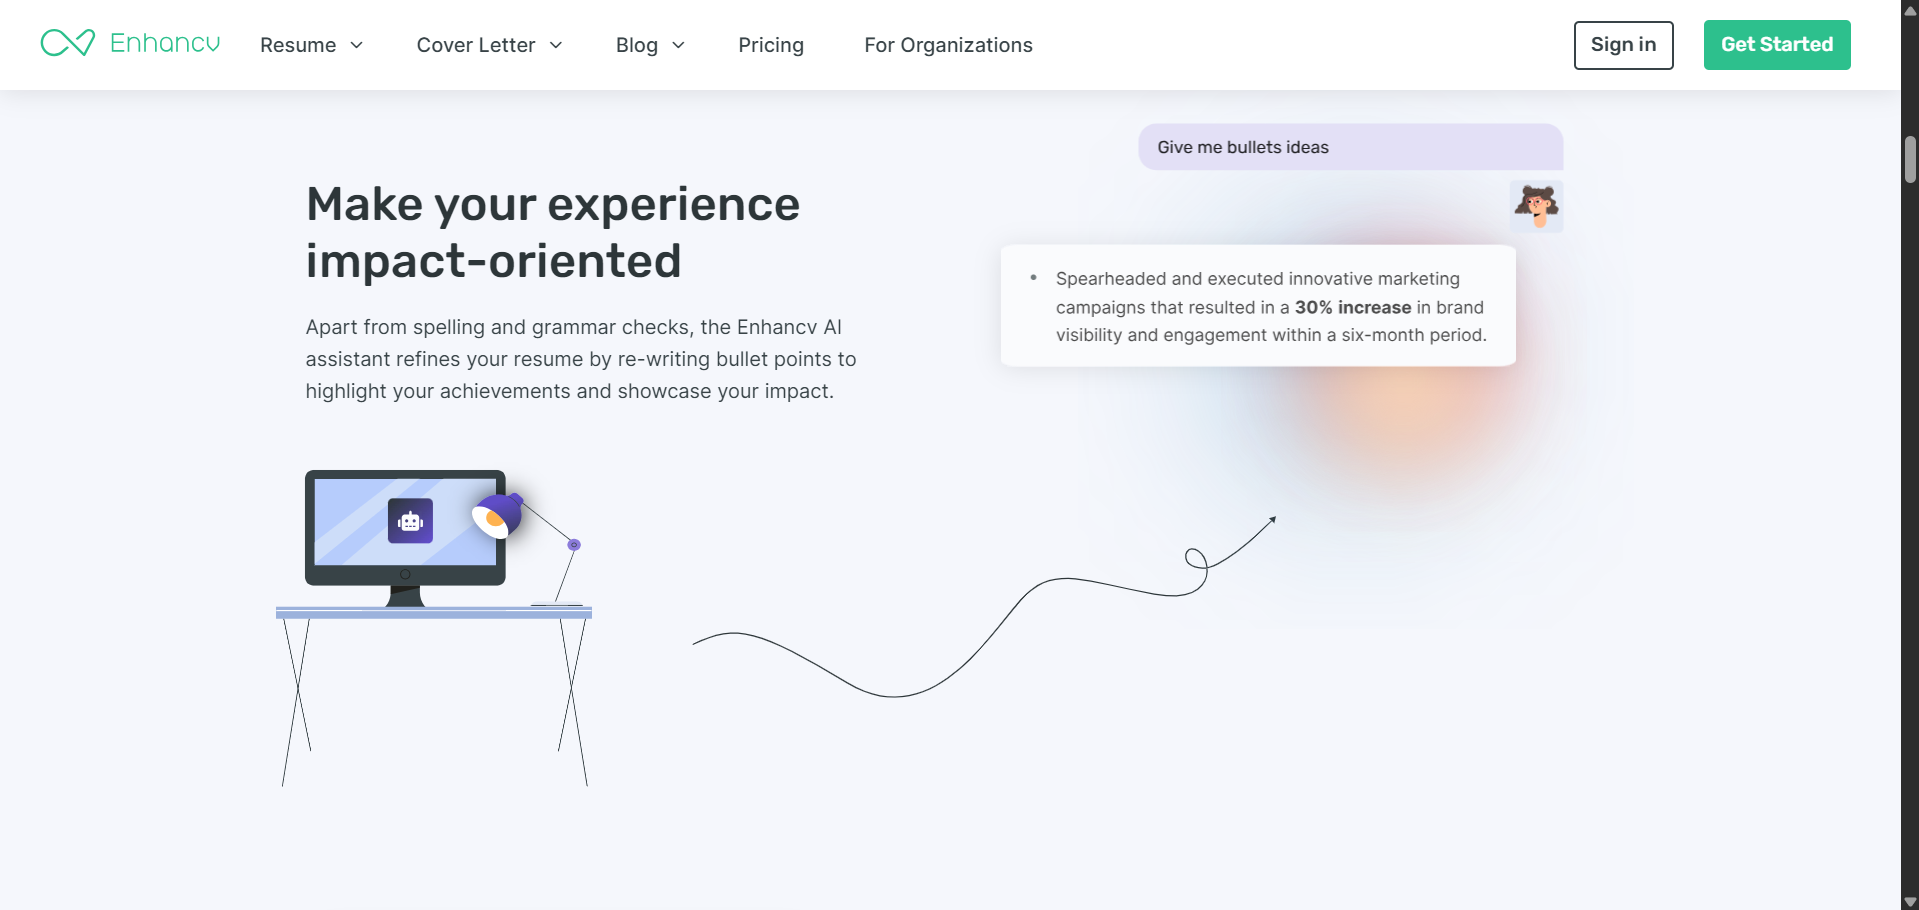 Enhancv
Resume
Cover Letter
Blog
Pricing
For Organizations
Sign in
Get Started
Make your experience
impact-oriented
Apart from spelling and grammar checks, the Enhancv AI
assistant refines your resume by re-writing bullet points to
highlight your achievements and showcase your impact.
Give me bullets ideas
• Spearheaded and executed innovative marketing
campaigns that resulted in a 30% increase in brand
visibility and engagement within a six-month period.